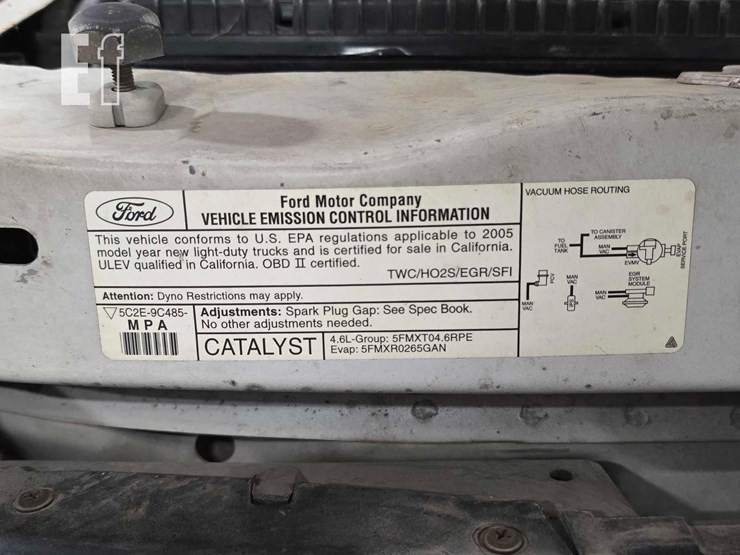 Ef
Ford
Ford Motor Company
VEHICLE EMISSION CONTROL INFORMATION
This vehicle conforms to U.S. EPA regulations applicable to 2005
model year new light-duty trucks and is certified for sale in California.
ULEV qualified in California. OBD II certified.
TWC/HO2S/EGR/SFI
Attention: Dyno Restrictions may apply.
5C2E-9C485-
MPA
Adjustments: Spark Plug Gap: See Spec Book.
No other adjustments needed.
CATALYST
4.6L-Group: 5FMXT04.6RPE
Evap: 5FMXR0265GAN
VACUUM HOSE ROUTING
TO CANISTER
ASSEMBLY
TO
FUEL
TANK
MAN
VAC
EVMV
EVAP
SERVICE PORT
PCV
MAN
VAC
MAN
VAC
MAN
VAC
EGR
SYSTEM
MODULE